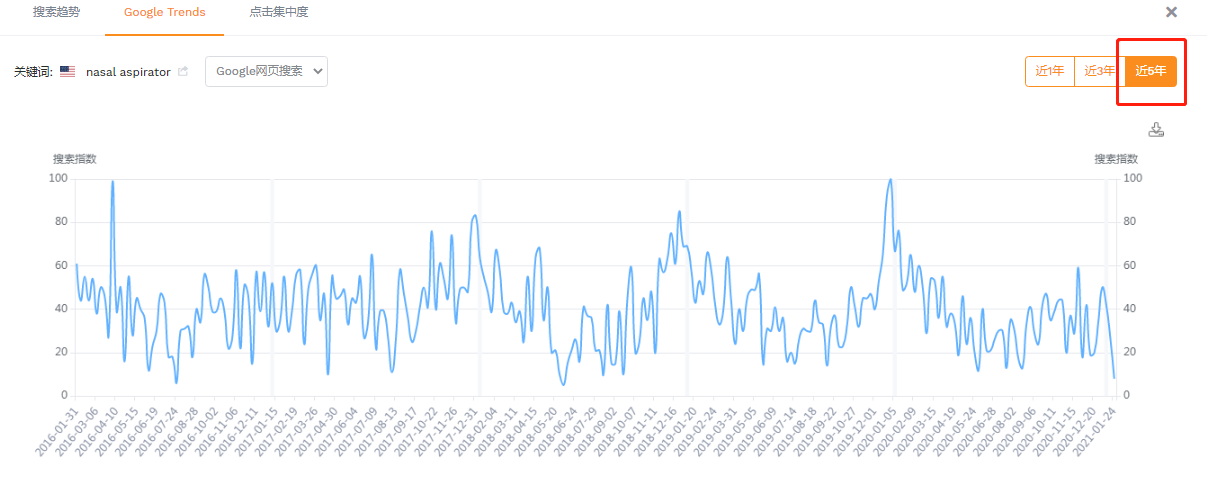 搜索趋势 Google Trends 点击集中度
关键词: nasal aspirator Google网页搜索 近1年 近3年 近5年
搜索指数 搜索指数
100 100
80 80
60 60
40 40
20 20
0 0
2016-01-31 2016-03-06 2016-04-10 2016-05-15 2016-06-19 2016-07-24 2016-08-28 2016-10-02 2016-11-06 2016-12-11 2017-01-15 2017-02-19 2017-03-26 2017-04-30 2017-06-04 2017-07-09 2017-08-13 2017-09-17 2017-10-22 2017-11-26 2017-12-31 2018-02-04 2018-03-11 2018-04-15 2018-05-20 2018-06-24 2018-07-29 2018-09-02 2018-10-07 2018-11-11 2018-12-16 2019-01-20 2019-02-24 2019-03-31 2019-05-05 2019-06-09 2019-07-14 2019-08-18 2019-09-22 2019-10-27 2019-12-01 2020-01-05 2020-02-09 2020-03-15 2020-04-19 2020-05-24 2020-06-28 2020-08-02 2020-09-06 2020-10-11 2020-11-15 2020-12-20 2021-01-24